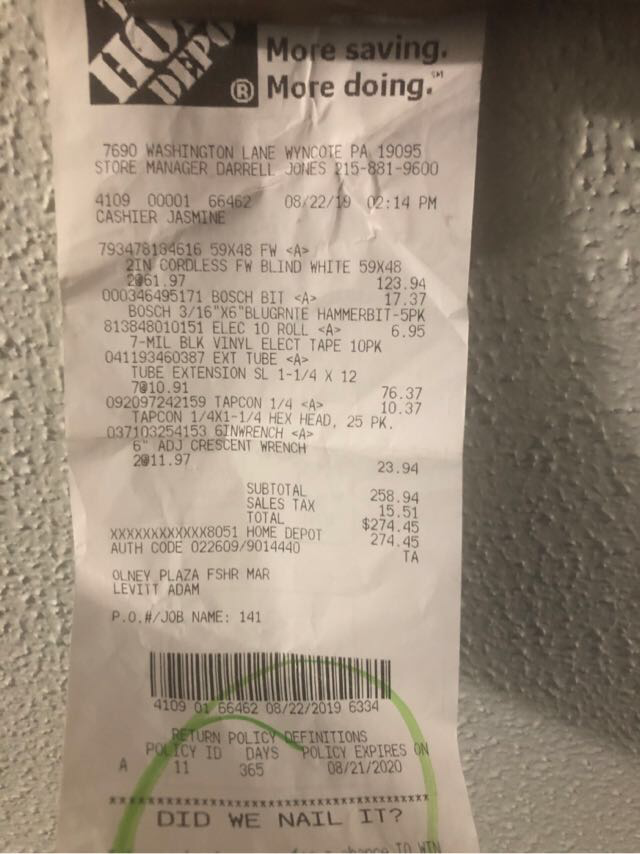 DEPO
®
More saving.
More doing.℠
7690 WASHINGTON LANE WYNCOTE PA 19095
STORE MANAGER DARRELL JONES 215-881-9600
4109 00001 66462 08/22/19 02:14 PM
CASHIER JASMINE
793478134616 59X48 FW <A>
2IN CORDLESS FW BLIND WHITE 59X48
2@61.97 123.94
000346495171 BOSCH BIT <A> 17.37
BOSCH 3/16"X6"BLUGRNTE HAMMERBIT-5PK
813848010151 ELEC 10 ROLL <A> 6.95
7-MIL BLK VINYL ELECT TAPE 10PK
041193460387 EXT TUBE <A>
TUBE EXTENSION SL 1-1/4 X 12
7@10.91 76.37
092097242159 TAPCON 1/4 <A> 10.37
TAPCON 1/4X1-1/4 HEX HEAD, 25 PK.
037103254153 6INWRENCH <A>
6" ADJ CRESCENT WRENCH
2@11.97 23.94
SUBTOTAL 258.94
SALES TAX 15.51
TOTAL $274.45
XXXXXXXXXXXX8051 HOME DEPOT 274.45
AUTH CODE 022609/9014440 TA
OLNEY PLAZA FSHR MAR
LEVITT ADAM
P.O.#/JOB NAME: 141
4109 01 66462 08/22/2019 6334
RETURN POLICY DEFINITIONS
POLICY ID DAYS POLICY EXPIRES ON
A 11 365 08/21/2020
DID WE NAIL IT?
chance TO WIN